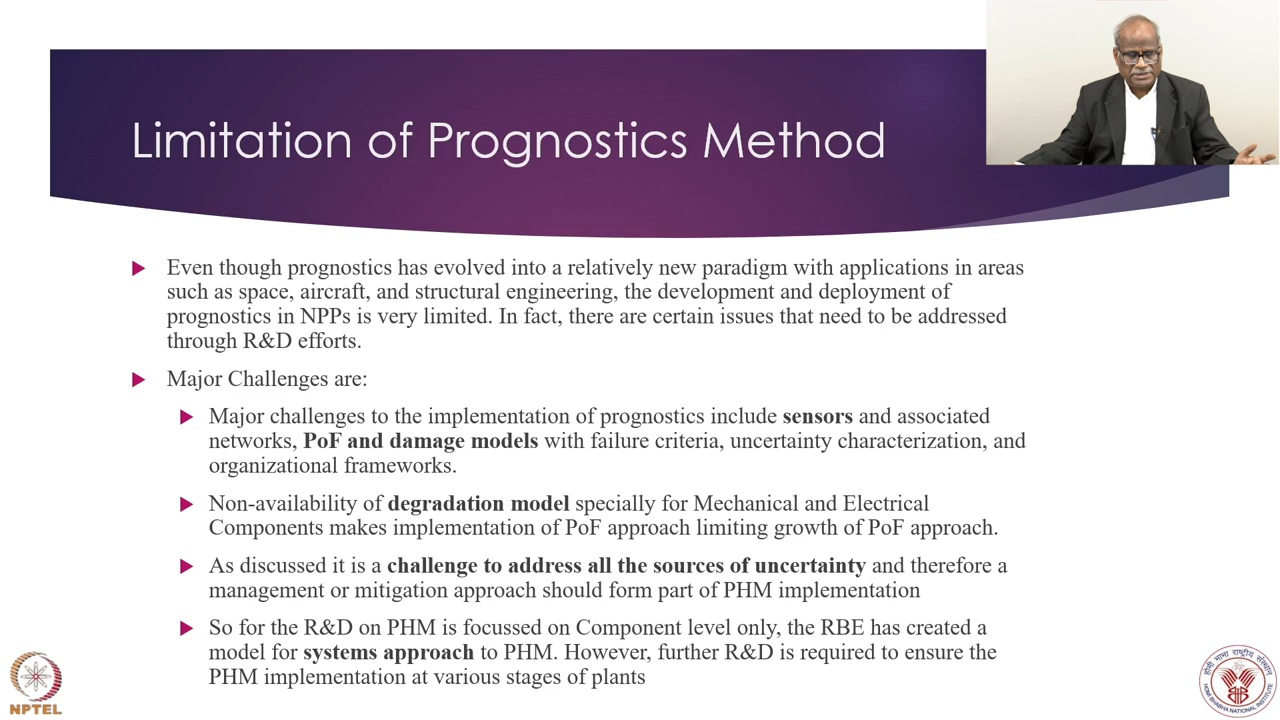 Limitation of Prognostics Method
Even though prognostics has evolved into a relatively new paradigm with applications in areas
such as space, aircraft, and structural engineering, the development and deployment of
prognostics in NPPs is very limited. In fact, there are certain issues that need to be addressed
through R&D efforts.
Major Challenges are:
Major challenges to the implementation of prognostics include sensors and associated
networks, PoF and damage models with failure criteria, uncertainty characterization, and
organizational frameworks.
Non-availability of degradation model specially for Mechanical and Electrical
Components makes implementation of PoF approach limiting growth of PoF approach.
As discussed it is a challenge to address all the sources of uncertainty and therefore a
management or mitigation approach should form part of PHM implementation
So for the R&D on PHM is focussed on Component level only, the RBE has created a
model for systems approach to PHM. However, further R&D is required to ensure the
PHM implementation at various stages of plants
NPTEL
होमी भाभा राष्ट्रीय संस्थान
HOMI BHABHA NATIONAL INSTITUTE